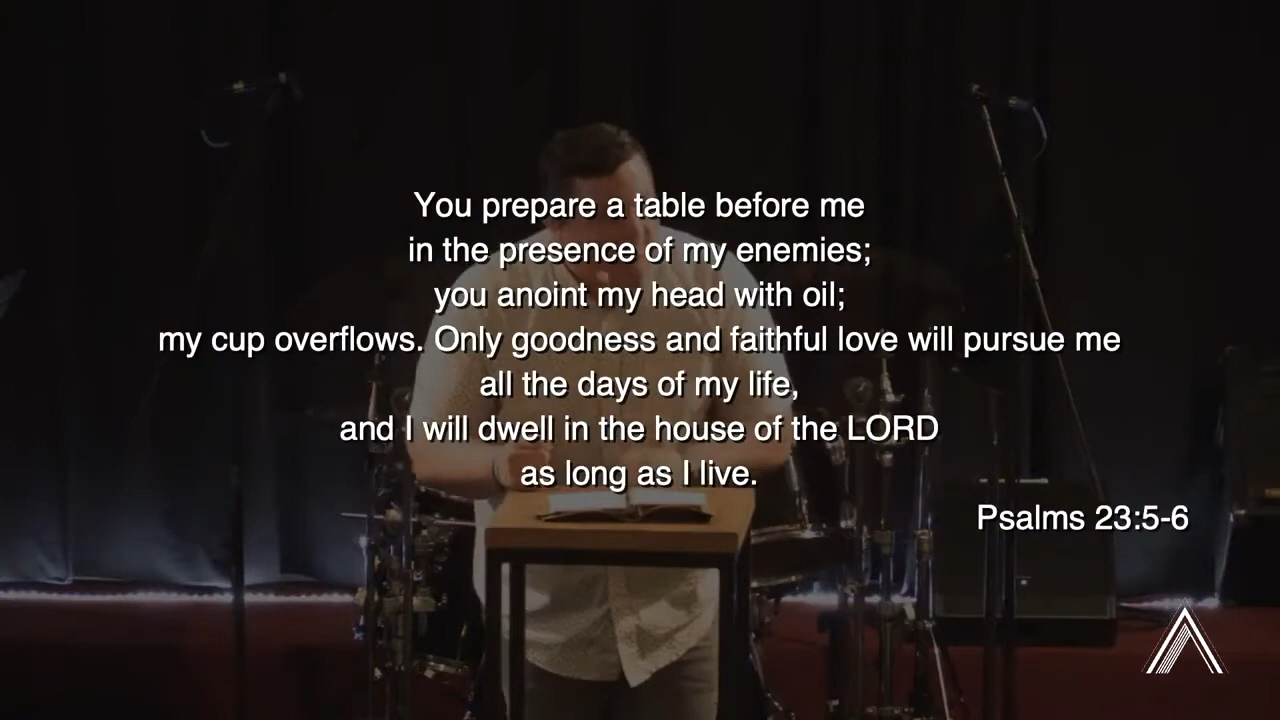 You prepare a table before me
in the presence of my enemies;
you anoint my head with oil;
my cup overflows. Only goodness and faithful love will pursue me
all the days of my life,
and I will dwell in the house of the LORD
as long as I live.
Psalms 23:5-6